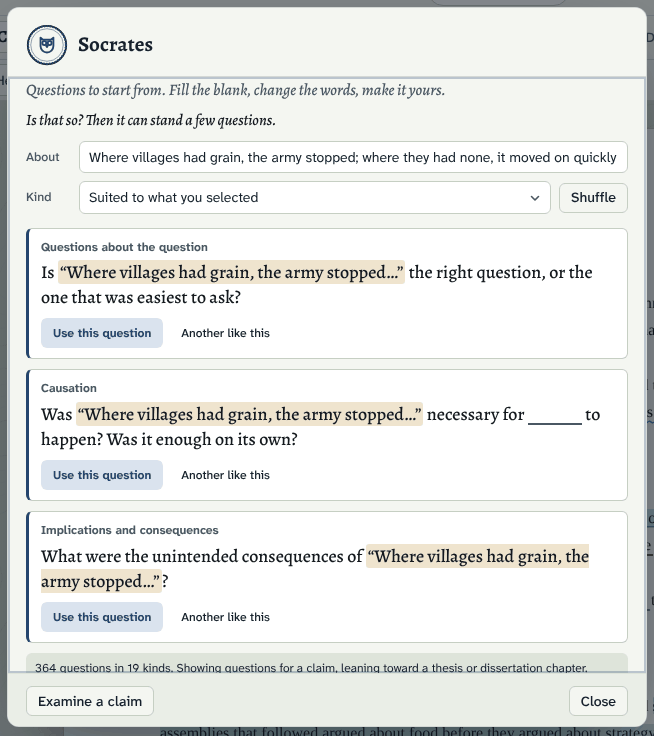 Socrates
Questions to start from. Fill the blank, change the words, make it yours.
Is that so? Then it can stand a few questions.
About
Where villages had grain, the army stopped; where they had none, it moved on quickly
Kind
Suited to what you selected
Shuffle
Questions about the question
Is “Where villages had grain, the army stopped…” the right question, or the
one that was easiest to ask?
Use this question
Another like this
Causation
Was “Where villages had grain, the army stopped…” necessary for ______ to
happen? Was it enough on its own?
Use this question
Another like this
Implications and consequences
What were the unintended consequences of “Where villages had grain, the
army stopped…”?
Use this question
Another like this
364 questions in 19 kinds. Showing questions for a claim, leaning toward a thesis or dissertation chapter.
Examine a claim
Close
assemblies that followed argued about food before they argued about strategy